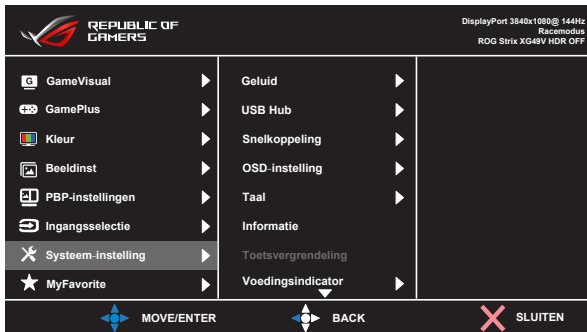 REPUBLIC OF
GAMERS
DisplayPort 3840x1080@ 144Hz
Racemodus
ROG Strix XG49V HDR OFF
G GameVisual
GamePlus
Kleur
Beeldinst
PBP-instellingen
Ingangsselectie
Systeem-instelling
MyFavorite
Geluid
USB Hub
Snelkoppeling
OSD-instelling
Taal
Informatie
Toetsvergrendeling
Voedingsindicator
MOVE/ENTER
BACK
SLUITEN